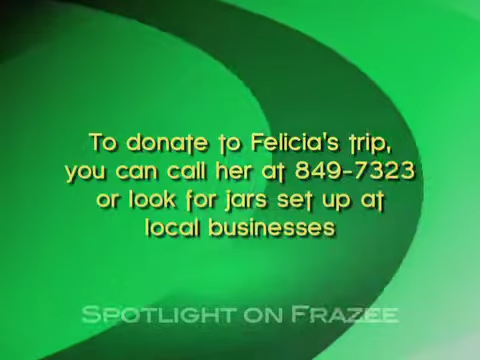 To donate to Felicia's trip,
you can call her at 849-7323
or look for jars set up at
local businesses
Spotlight on Frazee